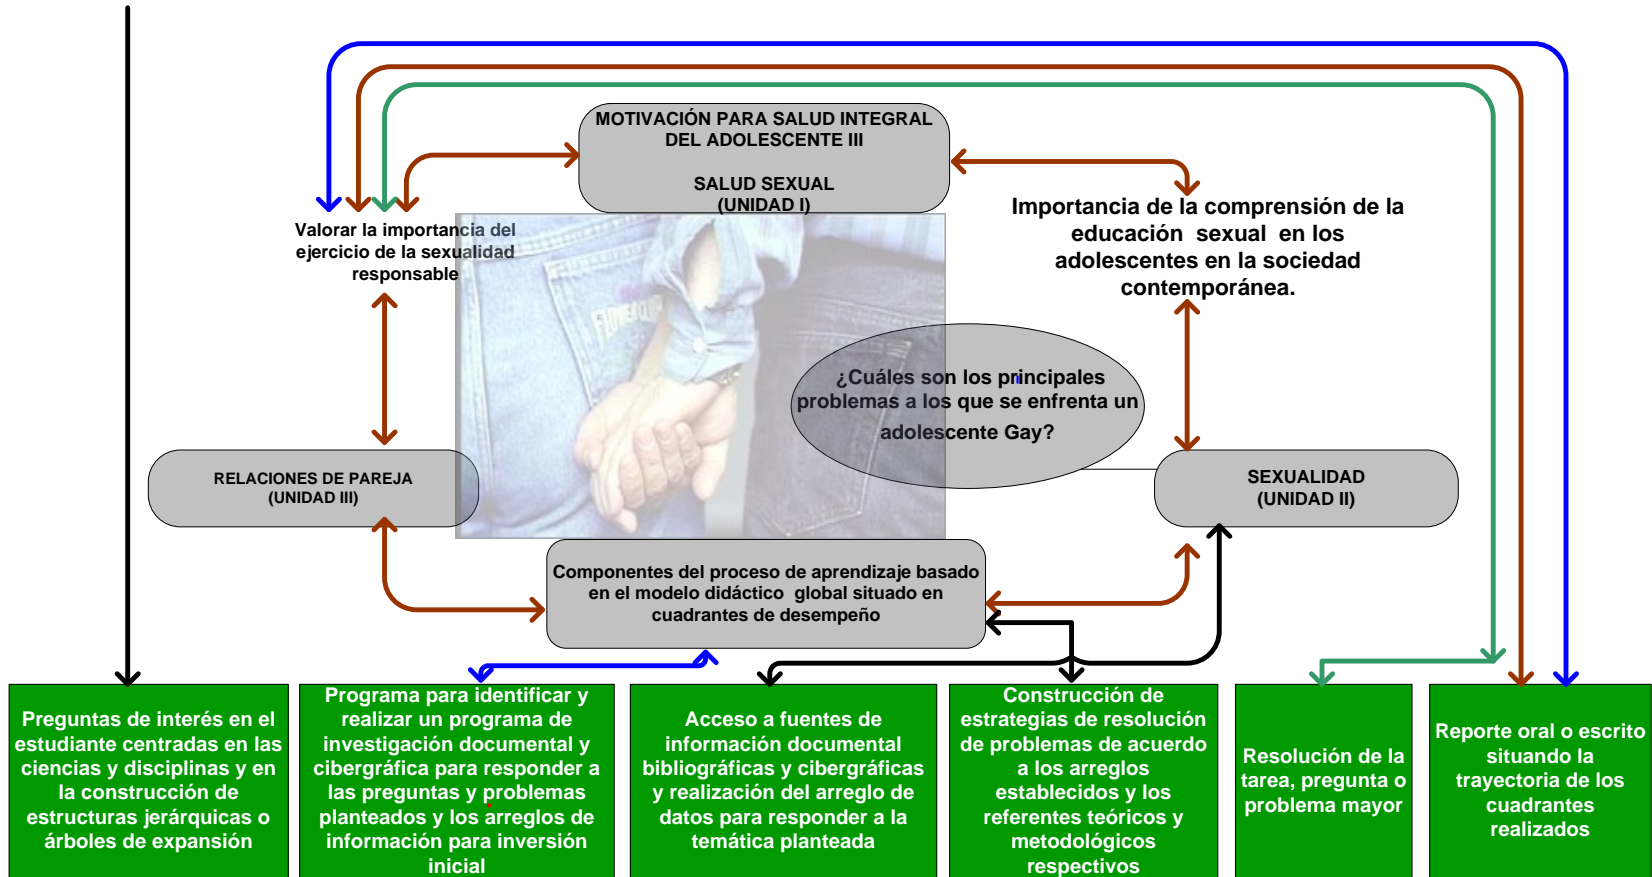 MOTIVACIÓN PARA SALUD INTEGRAL
DEL ADOLESCENTE III
SALUD SEXUAL
(UNIDAD I)
Valorar la importancia del
ejercicio de la sexualidad
responsable
Importancia de la comprensión de la
educación sexual en los
adolescentes en la sociedad
contemporánea.
¿Cuáles son los principales
problemas a los que se enfrenta un
adolescente Gay?
RELACIONES DE PAREJA
(UNIDAD III)
SEXUALIDAD
(UNIDAD II)
Componentes del proceso de aprendizaje basado
en el modelo didáctico global situado en
cuadrantes de desempeño
Preguntas de interés en el
estudiante centradas en las
ciencias y disciplinas y en
la construcción de
estructuras jerárquicas o
árboles de expansión
Programa para identificar y
realizar un programa de
investigación documental y
cibergráfica para responder a
las preguntas y problemas
planteados y los arreglos de
información para inversión
inicial
Acceso a fuentes de
información documental
bibliográficas y cibergráficas
y realización del arreglo de
datos para responder a la
temática planteada
Construcción de
estrategias de resolución
de problemas de acuerdo
a los arreglos
establecidos y los
referentes teóricos y
metodológicos
respectivos
Resolución de la
tarea, pregunta o
problema mayor
Reporte oral o escrito
situando la
trayectoria de los
cuadrantes
realizados